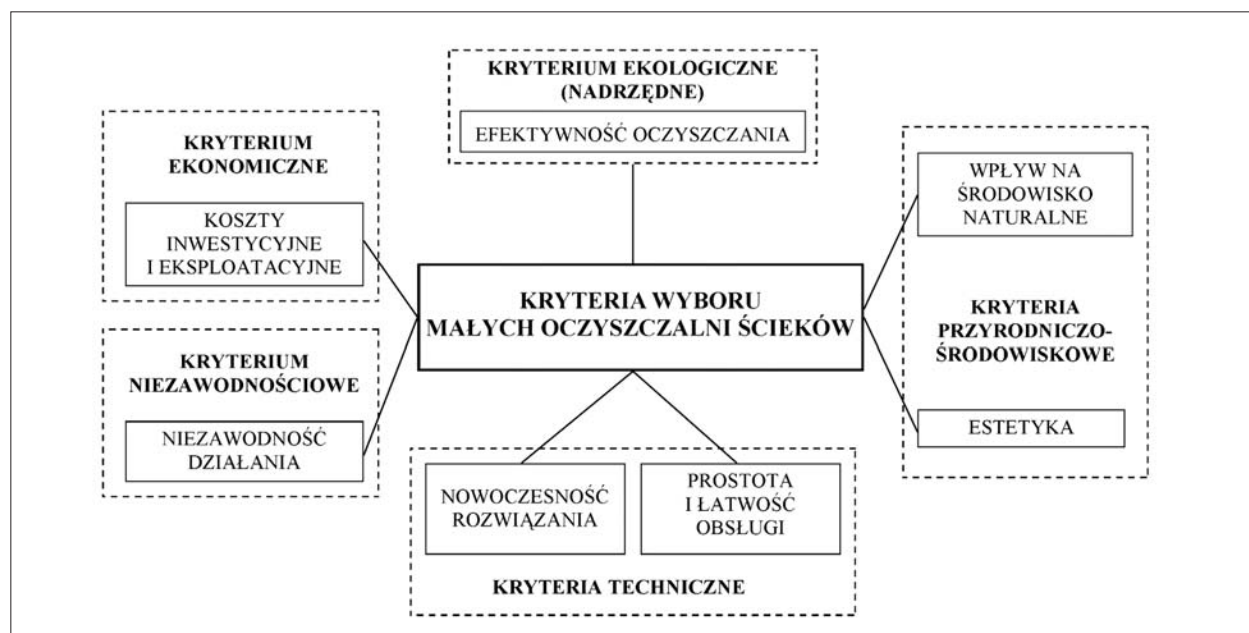 KRYTERIUM EKOLOGICZNE
(NADRZĘDNE)
EFEKTYWNOŚĆ OCZYSZCZANIA
KRYTERIUM
EKONOMICZNE
KOSZTY
INWESTYCYJNE
I EKSPLOATACYJNE
WPŁYW NA
ŚRODOWISKO
NATURALNE
KRYTERIA WYBORU
MAŁYCH OCZYSZCZALNI ŚCIEKÓW
KRYTERIA
PRZYRODNICZO-
ŚRODOWISKOWE
ESTETYKA
KRYTERIUM
NIEZAWODNOŚCIOWE
NIEZAWODNOŚĆ
DZIAŁANIA
NOWOCZESNOŚĆ
ROZWIĄZANIA
PROSTOTA
I ŁATWOŚĆ
OBSŁUGI
KRYTERIA TECHNICZNE